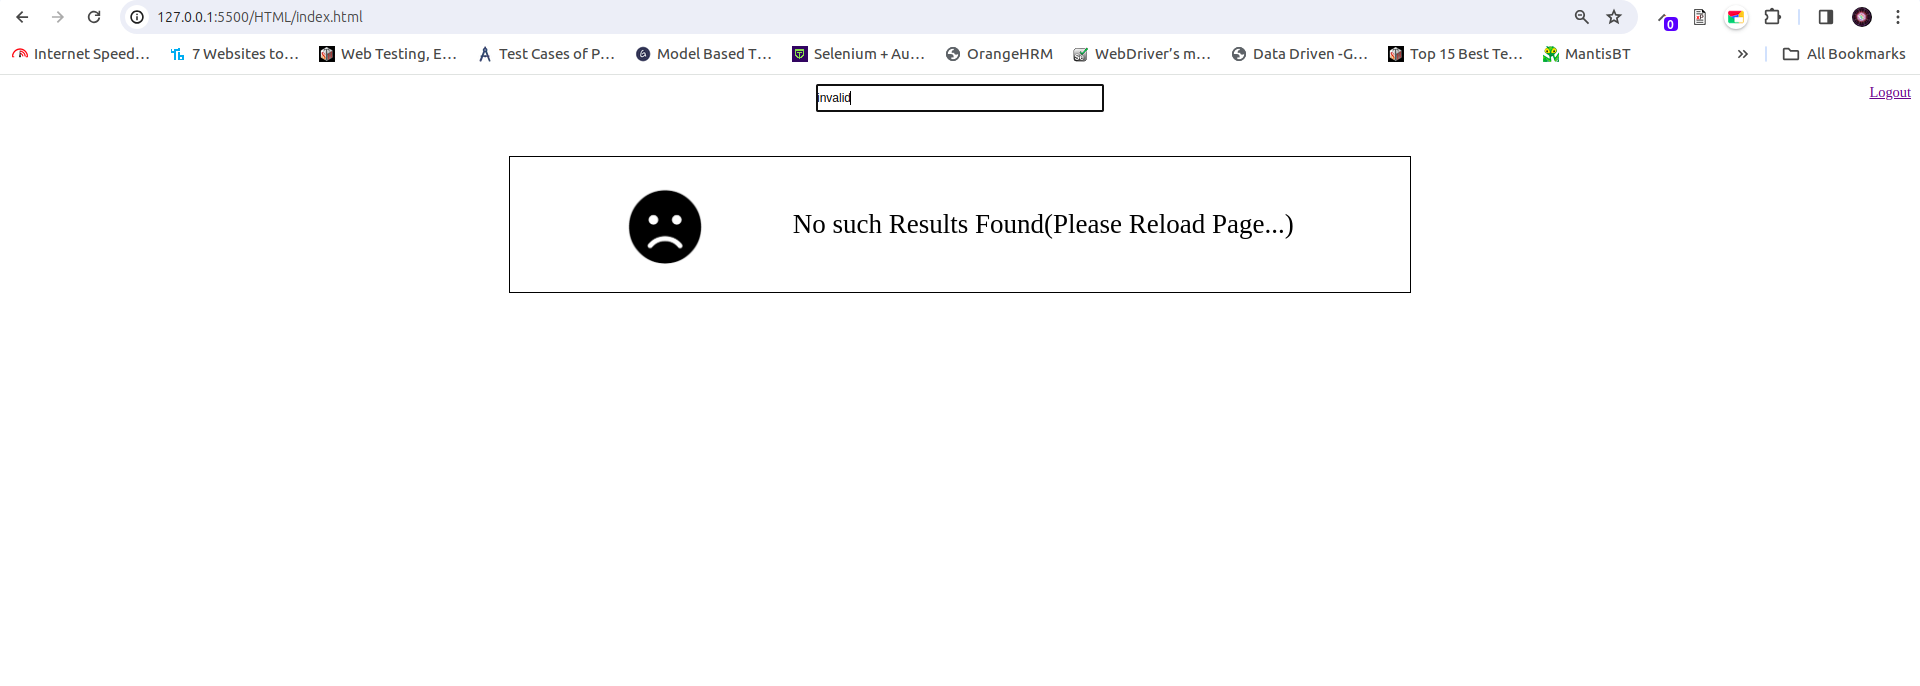 127.0.0.1:5500/HTML/index.html
0
Internet Speed... 7 Websites to... Web Testing, E... Test Cases of P... Model Based T... Selenium + Au... OrangeHRM WebDriver's m... Data Driven -G... Top 15 Best Te... MantisBT » All Bookmarks
invalid
Logout
No such Results Found(Please Reload Page...)